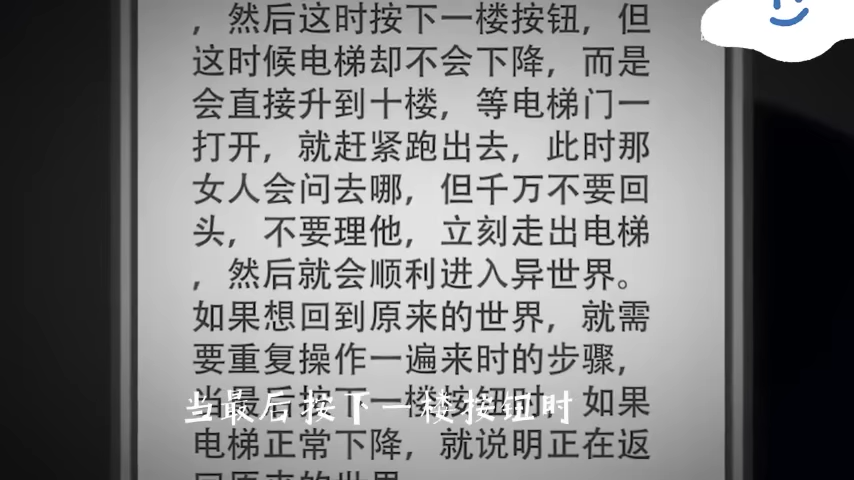 ，然后这时按下一楼按钮，但
这时候电梯却不会下降，而是
会直接升到十楼，等电梯门一
打开，就赶紧跑出去，此时那
女人会问去哪，但千万不要回
头，不要理他，立刻走出电梯
，然后就会顺利进入异世界。
如果想回到原来的世界，就需
要重复操作一遍来时的步骤，
当最后按下一楼按钮时，如果
当最后按下一楼按钮时
电梯正常下降，就说明正在返
回原来的世界